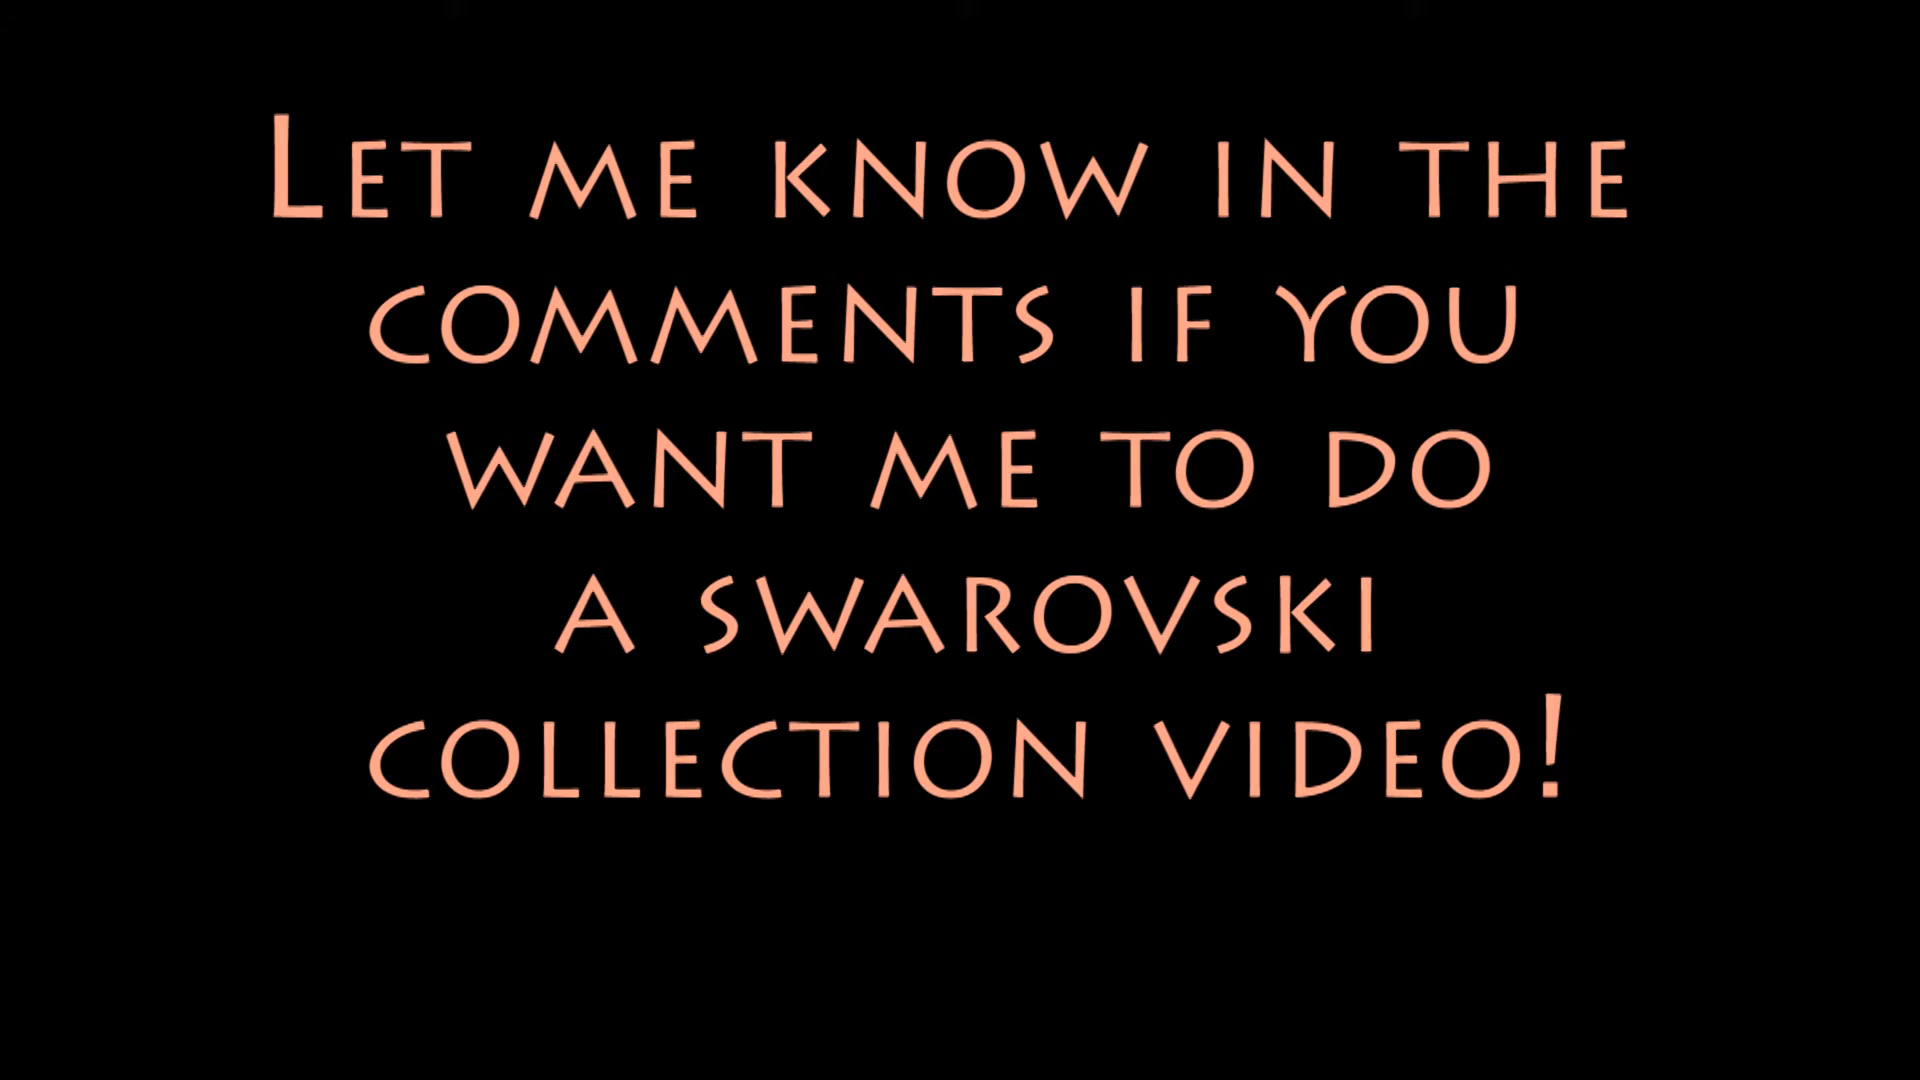 Let me know in the
comments if you
want me to do
a swarovski
collection video!